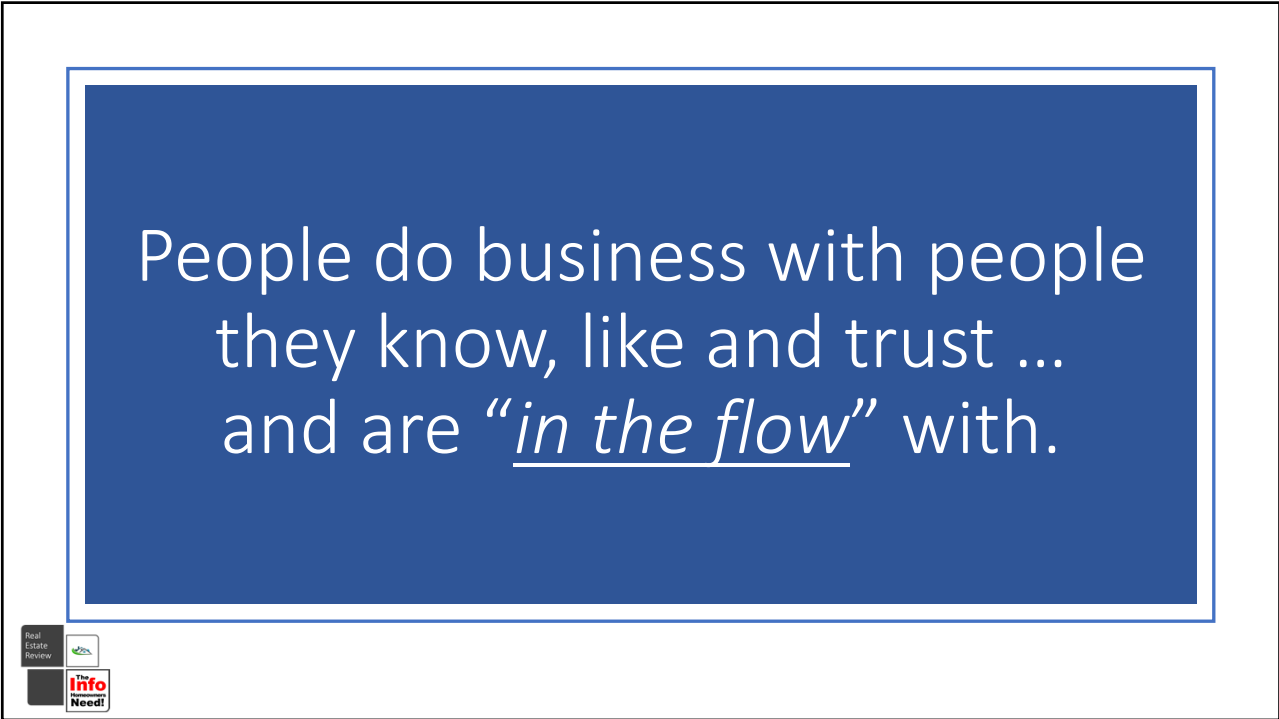 People do business with people
they know, like and trust …
and are “in the flow” with.
Real
Estate
Review
The
Info
Homeowners
Need!